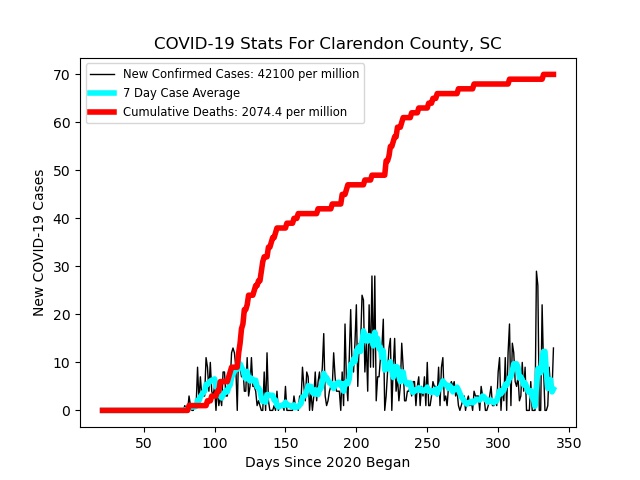 COVID-19 Stats For Clarendon County, SC
New Confirmed Cases: 42100 per million
7 Day Case Average
Cumulative Deaths: 2074.4 per million
New COVID-19 Cases
70
60
50
40
30
20
10
0
50 100 150 200 250 300 350
Days Since 2020 Began